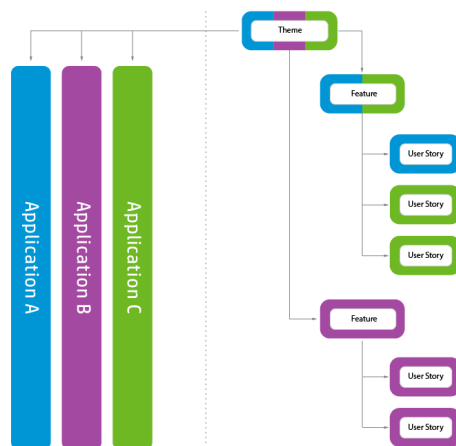 Theme
Feature
User Story
User Story
User Story
Feature
User Story
User Story
Application A
Application B
Application C